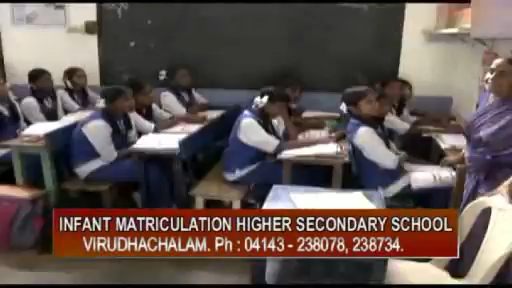 INFANT MATRICULATION HIGHER SECONDARY SCHOOL
VIRUDHACHALAM. Ph : 04143 - 238078, 238734.